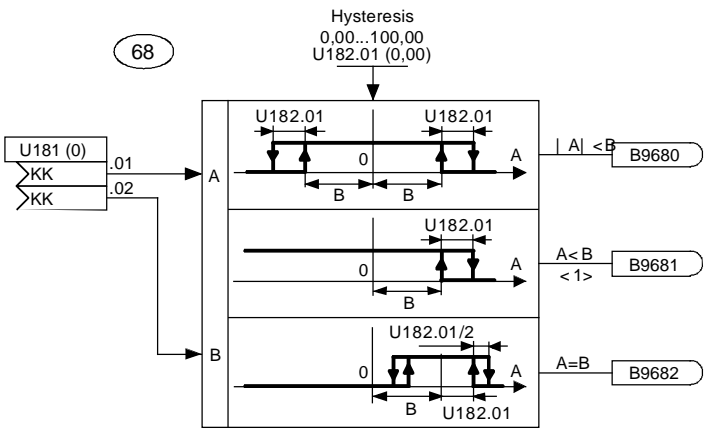 Hysteresis
0,00...100,00
U182.01 (0,00)
68
U181 (0)
KK
.01
KK
.02
A
B
U182.01
U182.01
0
A
B
B
| A| <B
B9680
U182.01
0
A
B
A<B
<1>
B9681
U182.01/2
0
A
B
U182.01
A=B
B9682